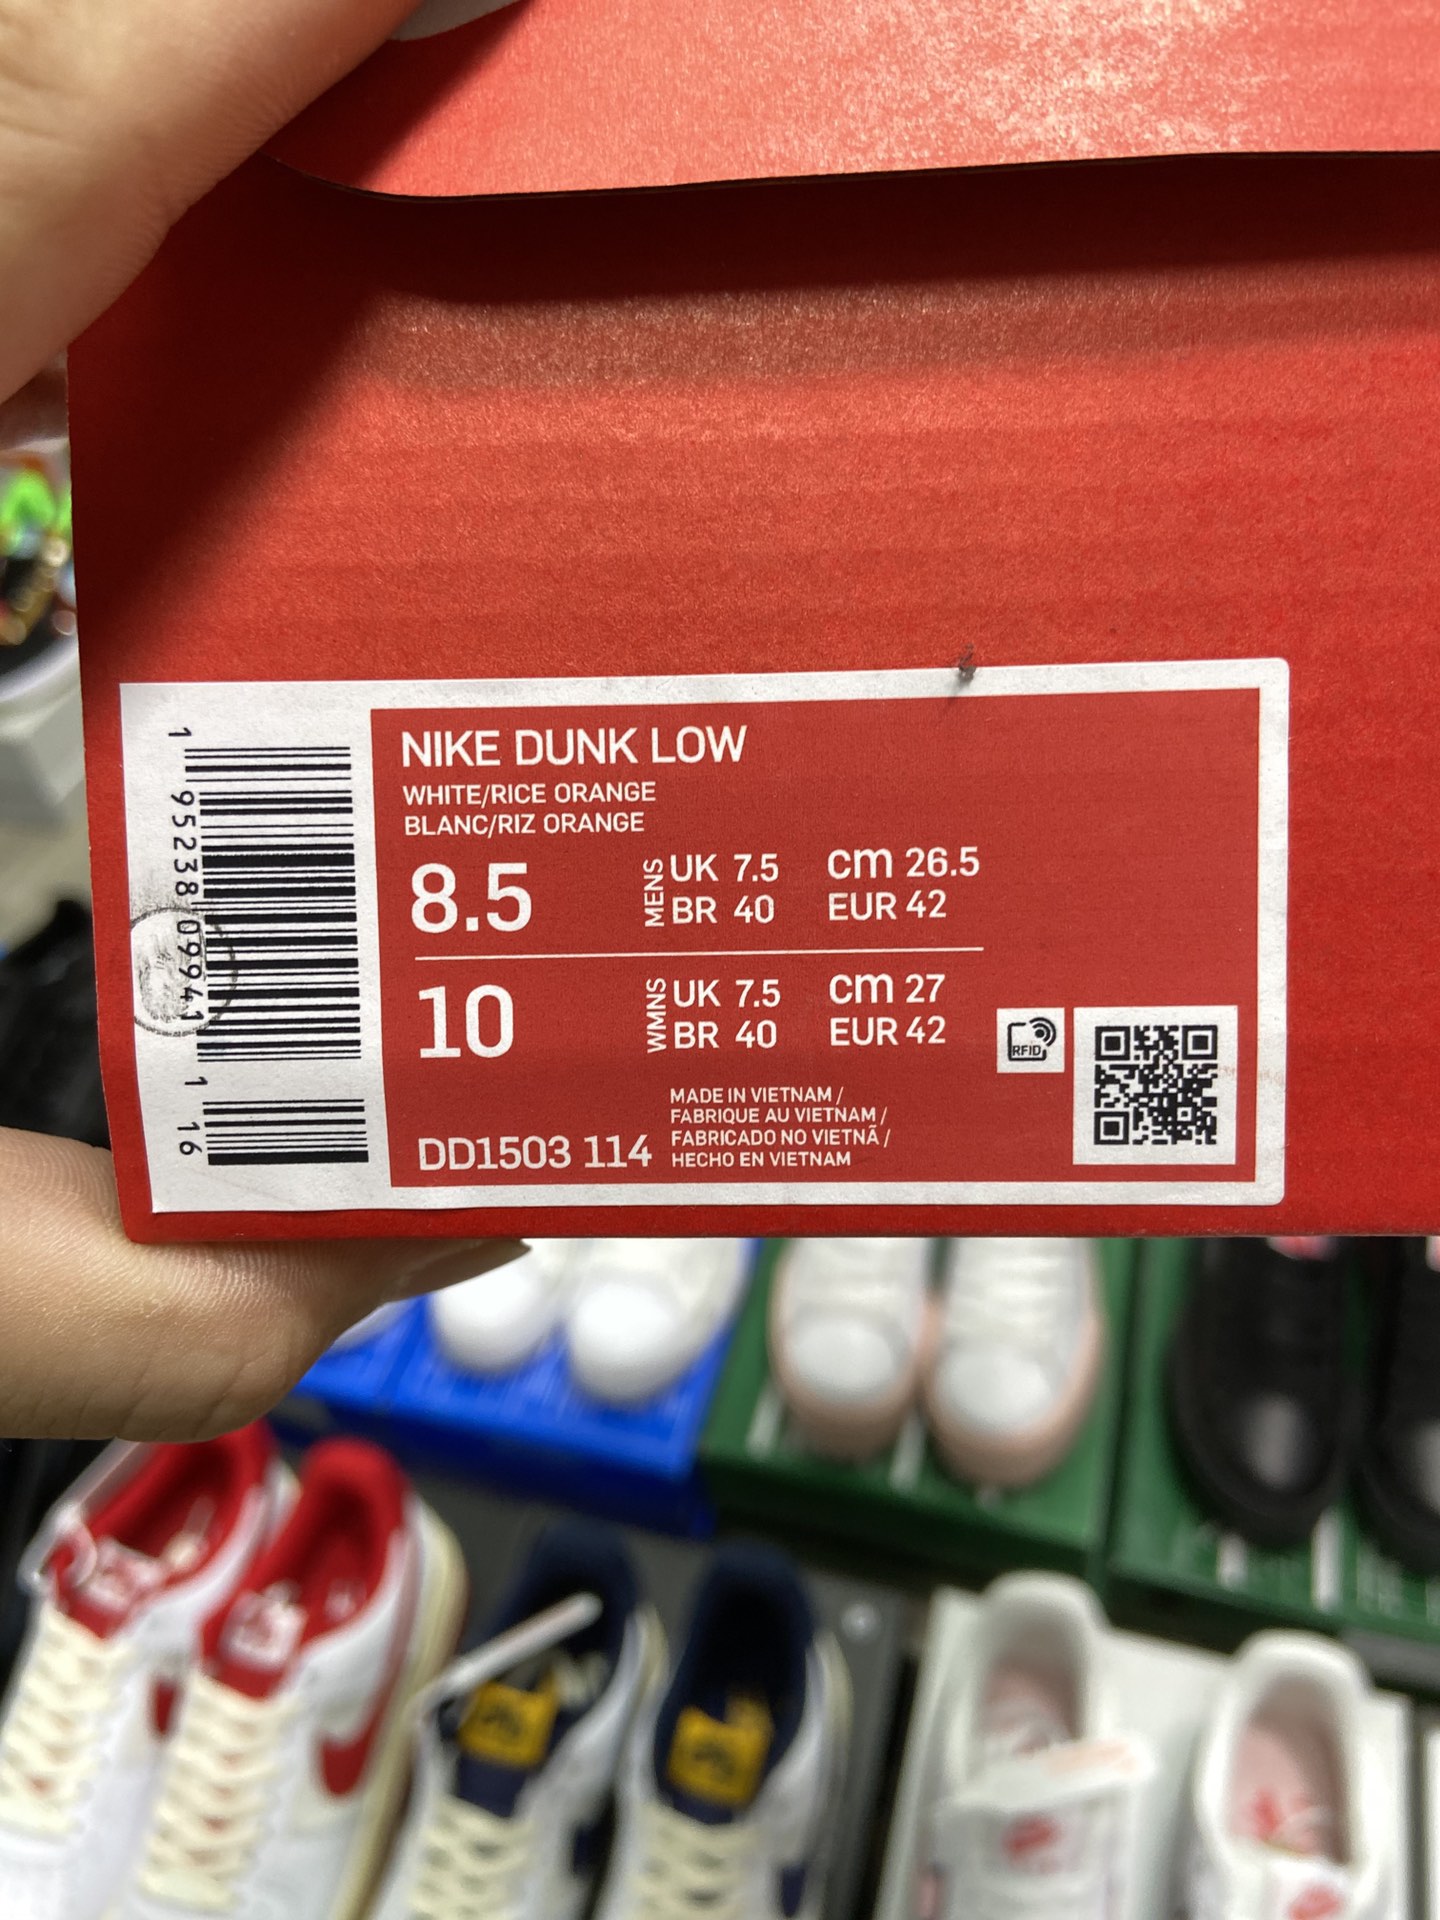 NIKE DUNK LOW
WHITE/RICE ORANGE
BLANC/RIZ ORANGE
8.5 MENS UK 7.5 cm 26.5
BR 40 EUR 42
10 WMNS UK 7.5 cm 27
BR 40 EUR 42
RFID
MADE IN VIETNAM /
FABRIQUE AU VIETNAM /
FABRICADO NO VIETNÃ /
HECHO EN VIETNAM
DD1503 114
1 95238 09941 1 16